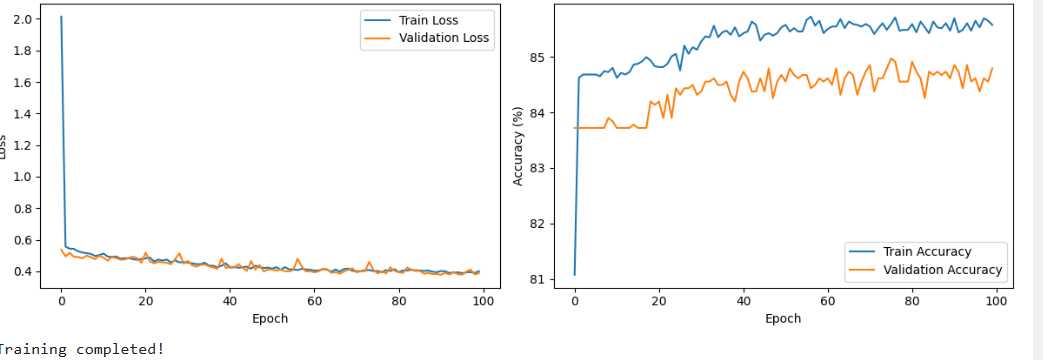 2.0
1.8
1.6
1.4
1.2
1.0
0.8
0.6
0.4
Loss
0 20 40 60 80 100
Epoch
Train Loss
Validation Loss
85
84
83
82
81
Accuracy (%)
0 20 40 60 80 100
Epoch
Train Accuracy
Validation Accuracy
Training completed!